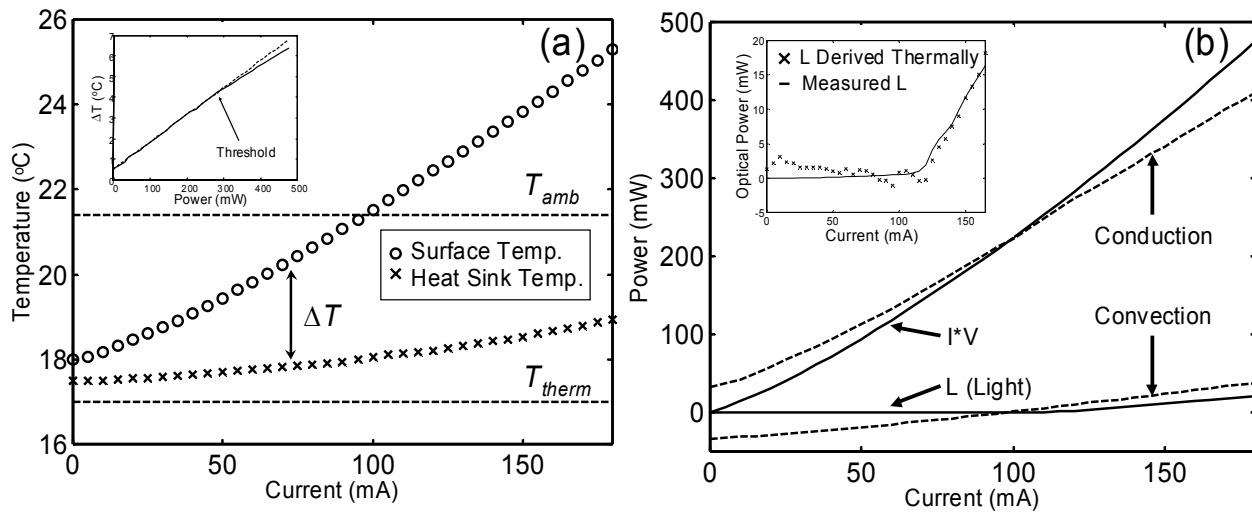 (a)
Temperature (ºC)
26
24
22
20
18
16
0
50
100
150
Current (mA)
T_amb
T_therm
Surface Temp.
Heat Sink Temp.
ΔT
ΔT (ºC)
7
6
5
4
3
2
1
0
0
100
200
300
400
500
Power (mW)
Threshold
(b)
Power (mW)
500
400
300
200
100
0
0
50
100
150
Current (mA)
Conduction
Convection
I*V
L (Light)
Optical Power (mW)
20
15
10
5
0
-5
0
50
100
150
Current (mA)
L Derived Thermally
Measured L